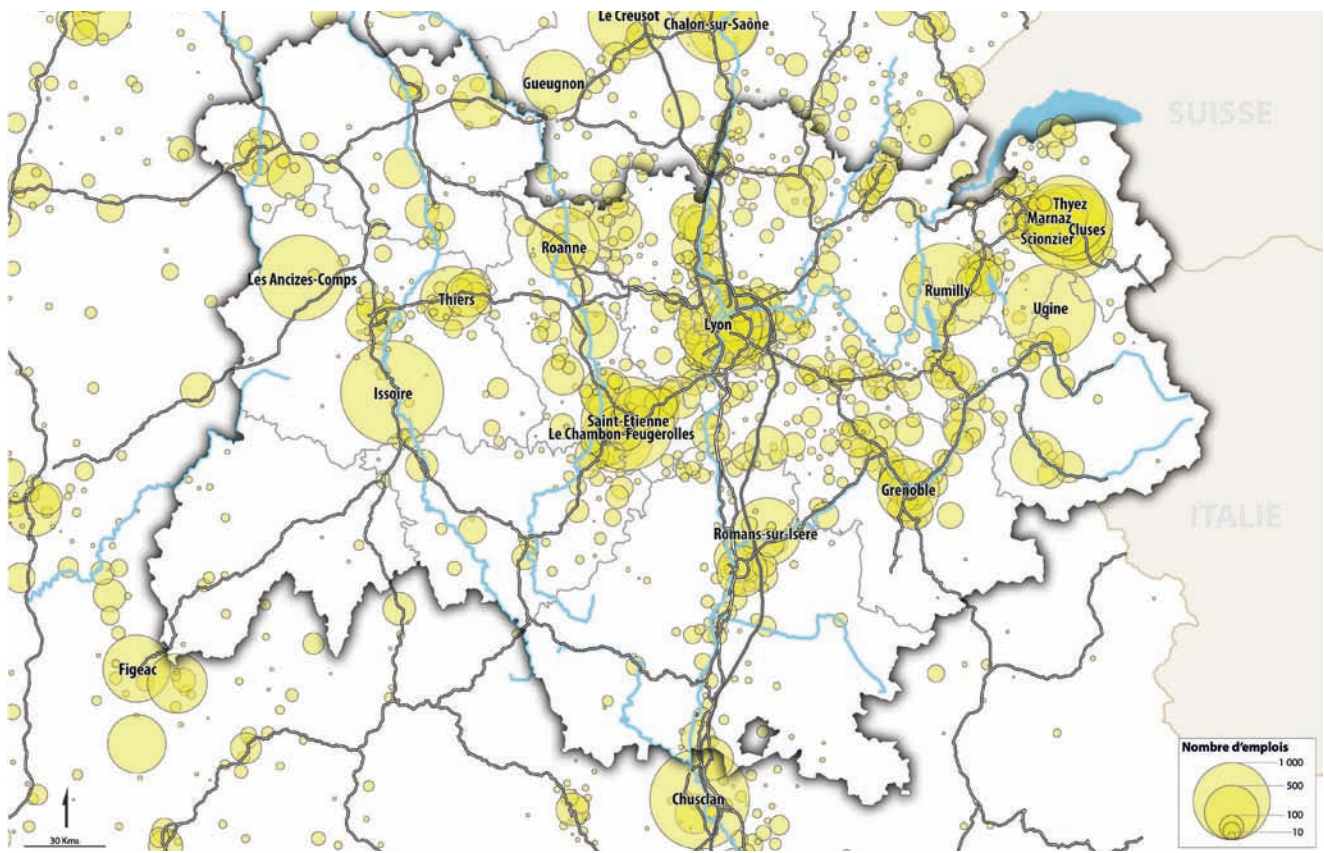 Le Creusot
Chalon-sur-Saône
Gueugnon
SUISSE
Thyez
Marnaz
Cluses
Scionzier
Roanne
Les Ancizes-Comps
Thiers
Rumilly
Ugine
Lyon
Issoire
Saint-Etienne
Le Chambon-Feugerolles
Grenoble
ITALIE
Romans-sur-Isère
Figeac
Chusclan
Nombre d'emplois
1 000
500
100
10
30 Kms